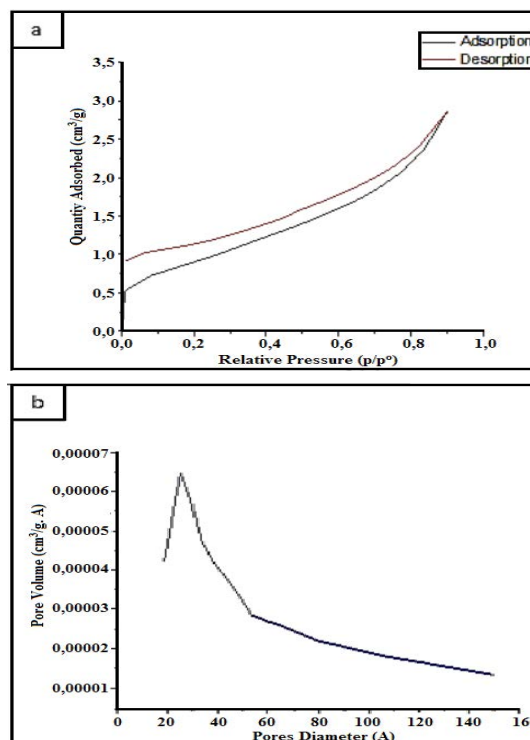 a
Adsorption
Desorption
3,5
3,0
2,5
2,0
1,5
1,0
0,5
0,0
Quantiy Adsorbed (cm³/g)
0,0 0,2 0,4 0,6 0,8 1,0
Relative Pressure (p/p°)
b
0,00007
0,00006
0,00005
0,00004
0,00003
0,00002
0,00001
Pore Volume (cm³/g. A)
0 20 40 60 80 100 120 140 16
Pores Diameter (A)